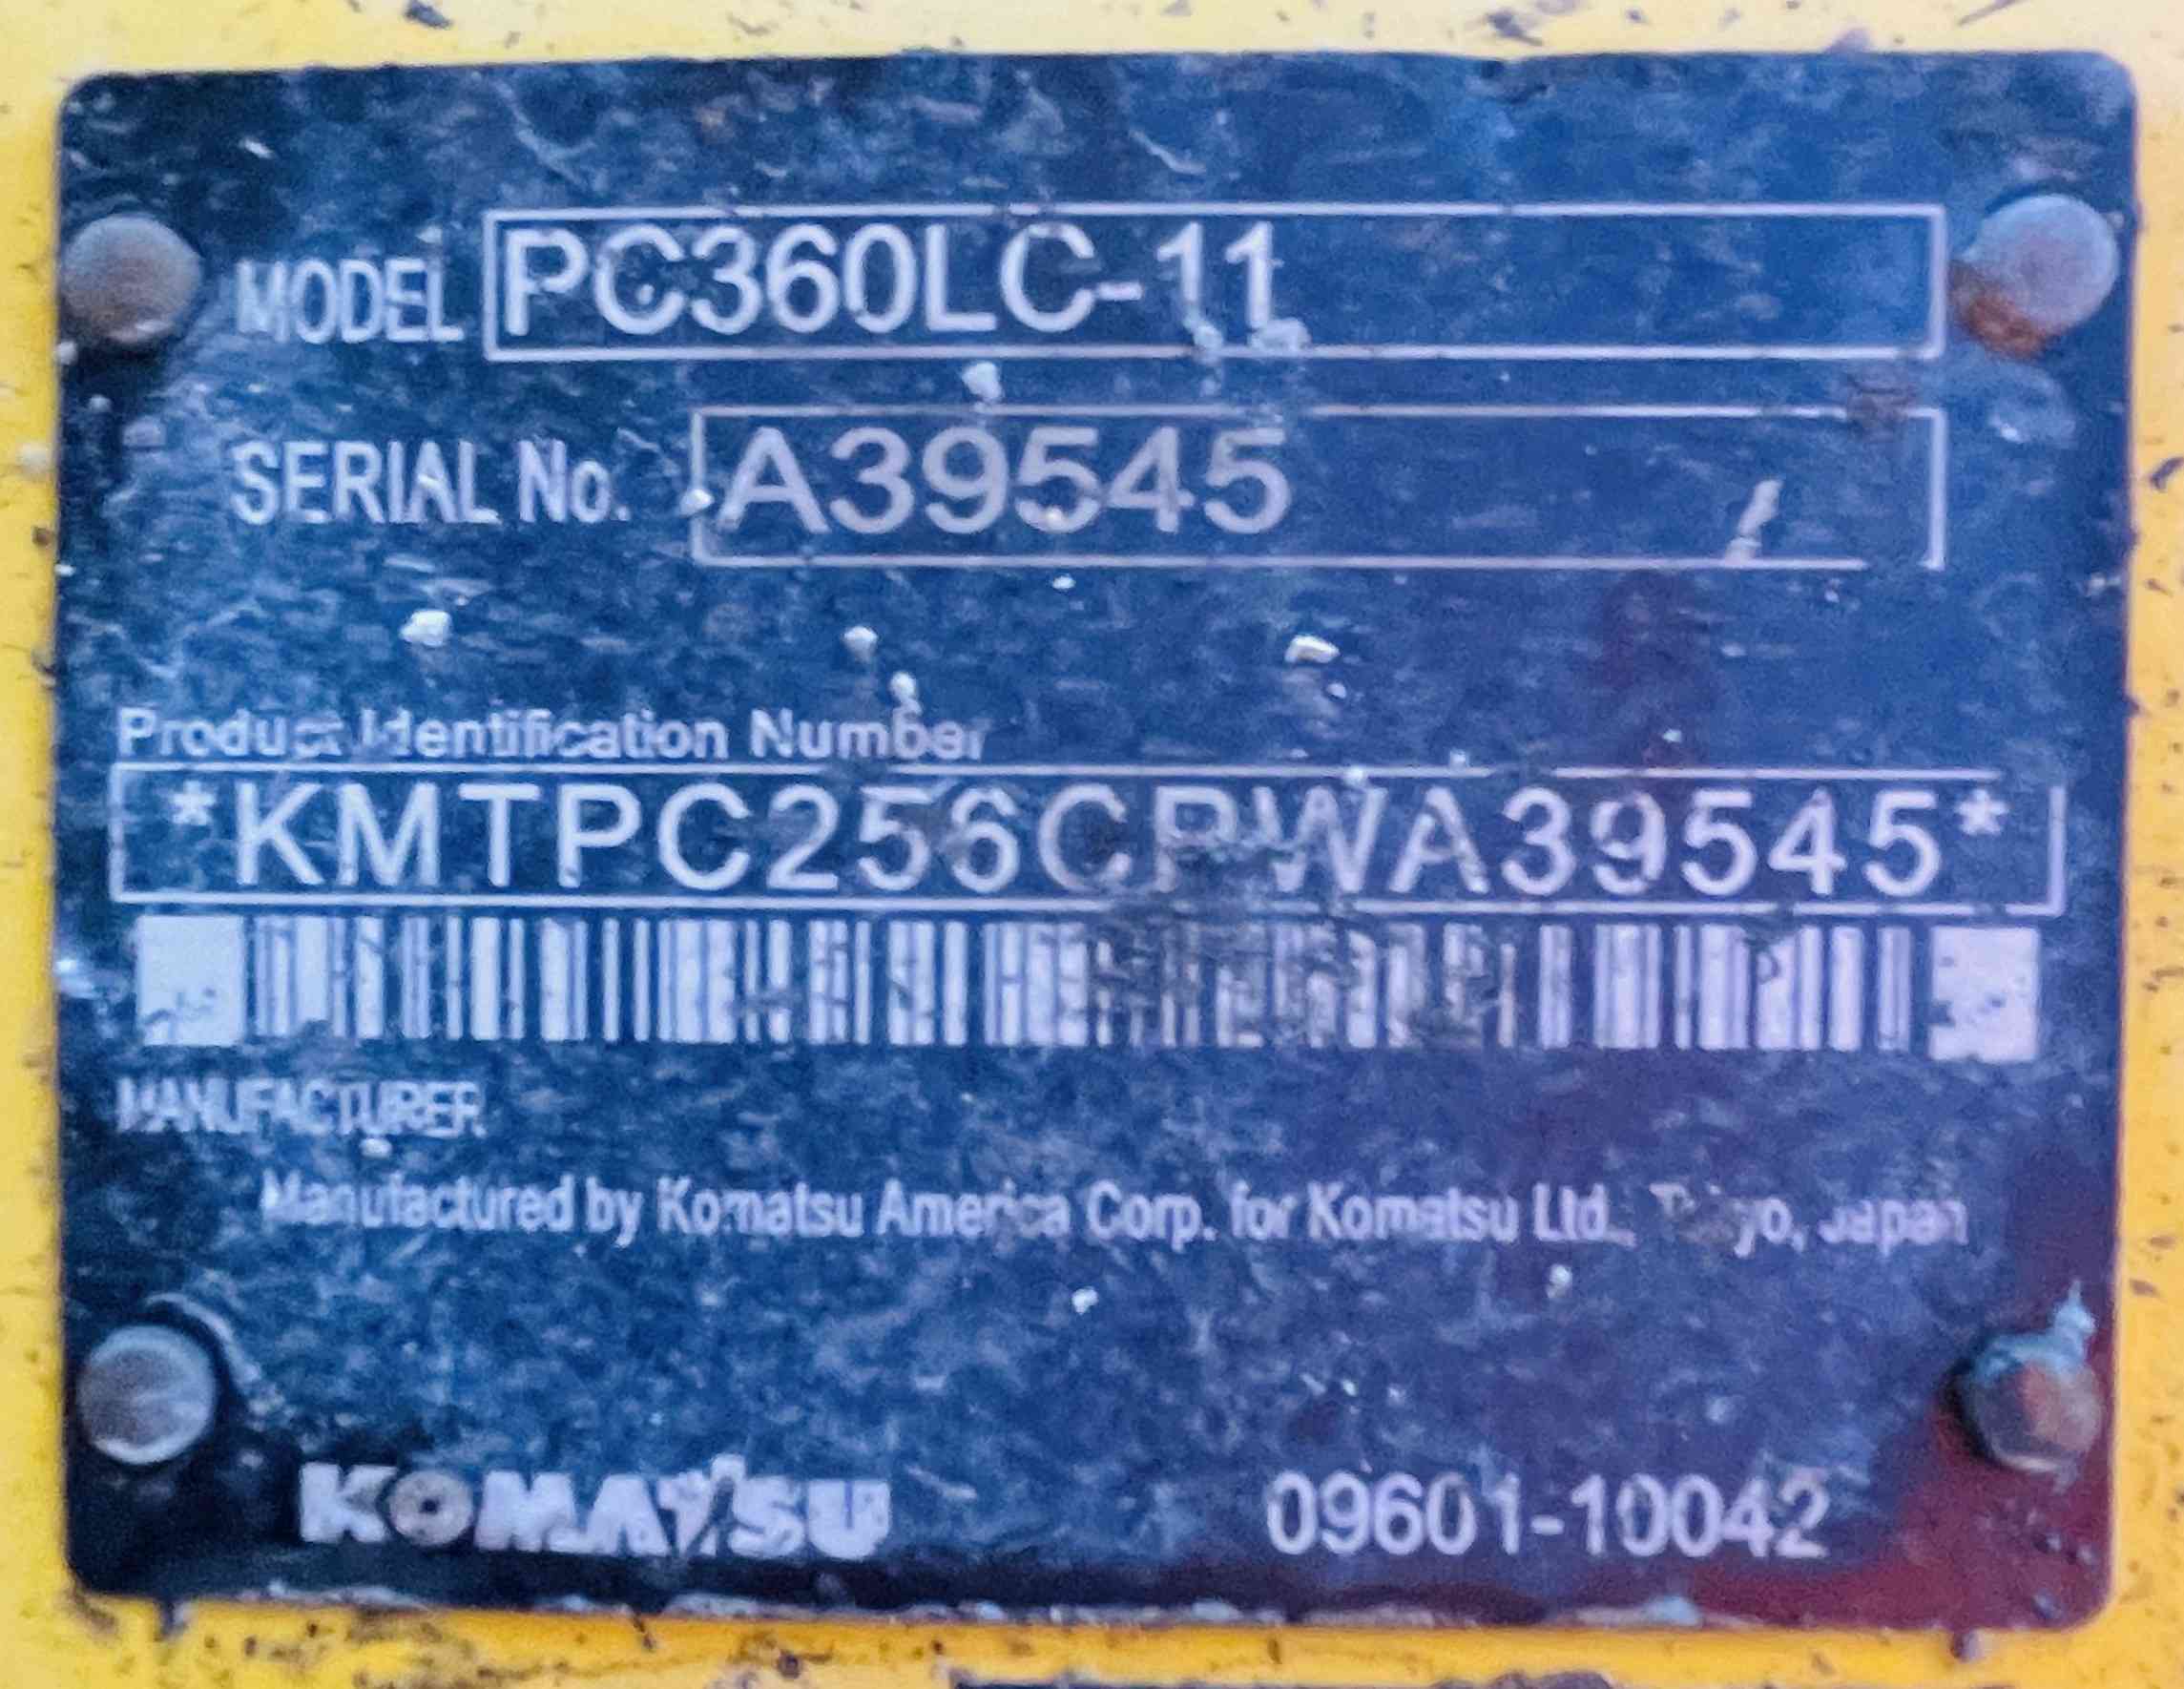 MODEL PC360LC-11
SERIAL No. A39545
Product Identification Number
*KMTPC256CPWA39545*
MANUFACTURER
Manufactured by Komatsu America Corp. for Komatsu Ltd., Tokyo, Japan
KOMATSU 09601-10042